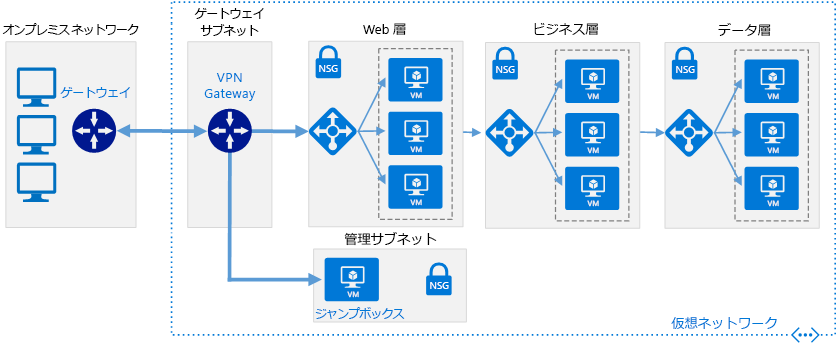 オンプレミスネットワーク
ゲートウェイ
ゲートウェイ
サブネット
VPN
Gateway
Web 層
NSG
VM
VM
VM
ビジネス層
NSG
VM
VM
VM
データ層
NSG
VM
VM
VM
管理サブネット
VM
NSG
ジャンプボックス
仮想ネットワーク